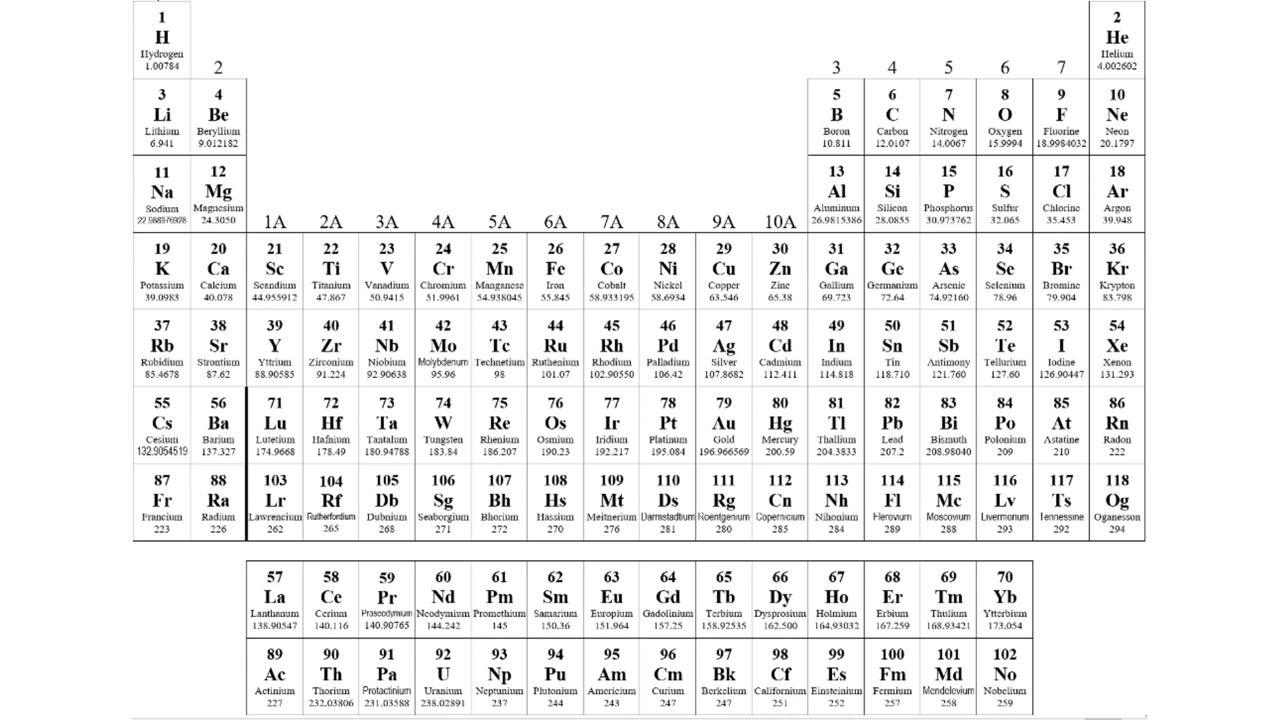 1 2
H He
Hydrogen Helium
1.00784 2 3 4 5 6 7 4.002602
3 4 5 6 7 8 9 10
Li Be B C N O F Ne
Lithium Beryllium Boron Carbon Nitrogen Oxygen Fluorine Neon
6.941 9.012182 10.811 12.0107 14.0067 15.9994 18.9984032 20.1797
11 12 13 14 15 16 17 18
Na Mg Al Si P S Cl Ar
Sodium Magnesium Aluminum Silicon Phosphorus Sulfur Chlorine Argon
22.988976928 24.3050 1A 2A 3A 4A 5A 6A 7A 8A 9A 10A 26.9815386 28.0855 30.973762 32.065 35.453 39.948
19 20 21 22 23 24 25 26 27 28 29 30 31 32 33 34 35 36
K Ca Sc Ti V Cr Mn Fe Co Ni Cu Zn Ga Ge As Se Br Kr
Potassium Calcium Scandium Titanium Vanadium Chromium Manganese Iron Cobalt Nickel Copper Zinc Gallium Germanium Arsenic Selenium Bromine Krypton
39.0983 40.078 44.955912 47.867 50.9415 51.9961 54.938045 55.845 58.933195 58.6934 63.546 65.38 69.723 72.64 74.92160 78.96 79.904 83.798
37 38 39 40 41 42 43 44 45 46 47 48 49 50 51 52 53 54
Rb Sr Y Zr Nb Mo Tc Ru Rh Pd Ag Cd In Sn Sb Te I Xe
Rubidium Strontium Yttrium Zirconium Niobium Molybdenum Technetium Ruthenium Rhodium Palladium Silver Cadmium Indium Tin Antimony Tellurium Iodine Xenon
85.4678 87.62 88.90585 91.224 92.90638 95.96 98 101.07 102.90550 106.42 107.8682 112.411 114.818 118.710 121.760 127.60 126.90447 131.293
55 56 71 72 73 74 75 76 77 78 79 80 81 82 83 84 85 86
Cs Ba Lu Hf Ta W Re Os Ir Pt Au Hg Tl Pb Bi Po At Rn
Cesium Barium Lutetium Hafnium Tantalum Tungsten Rhenium Osmium Iridium Platinum Gold Mercury Thallium Lead Bismuth Polonium Astatine Radon
132.9054519 137.327 174.9668 178.49 180.94788 183.84 186.207 190.23 192.217 195.084 196.966569 200.59 204.3833 207.2 208.98040 209 210 222
87 88 103 104 105 106 107 108 109 110 111 112 113 114 115 116 117 118
Fr Ra Lr Rf Db Sg Bh Hs Mt Ds Rg Cn Nh Fl Mc Lv Ts Og
Francium Radium Lawrencium Rutherfordium Dubnium Seaborgium Bhorium Hassium Meitnerium Darmstadtium Roentgenium Copernicium Nihonium Flerovium Moscovium Livermorium Tennessine Oganesson
223 226 262 265 268 271 272 270 276 281 280 285 284 289 288 293 292 294
57 58 59 60 61 62 63 64 65 66 67 68 69 70
La Ce Pr Nd Pm Sm Eu Gd Tb Dy Ho Er Tm Yb
Lanthanum Cerium Praseodymium Neodymium Promethium Samarium Europium Gadolinium Terbium Dysprosium Holmium Erbium Thulium Ytterbium
138.90547 140.116 140.90765 144.242 145 150.36 151.964 157.25 158.92535 162.500 164.93032 167.259 168.93421 173.054
89 90 91 92 93 94 95 96 97 98 99 100 101 102
Ac Th Pa U Np Pu Am Cm Bk Cf Es Fm Md No
Actinium Thorium Protactinium Uranium Neptunium Plutonium Americium Curium Berkelium Californium Einsteinium Fermium Mendelevium Nobelium
227 232.03806 231.03588 238.02891 237 244 243 247 247 251 252 257 258 259